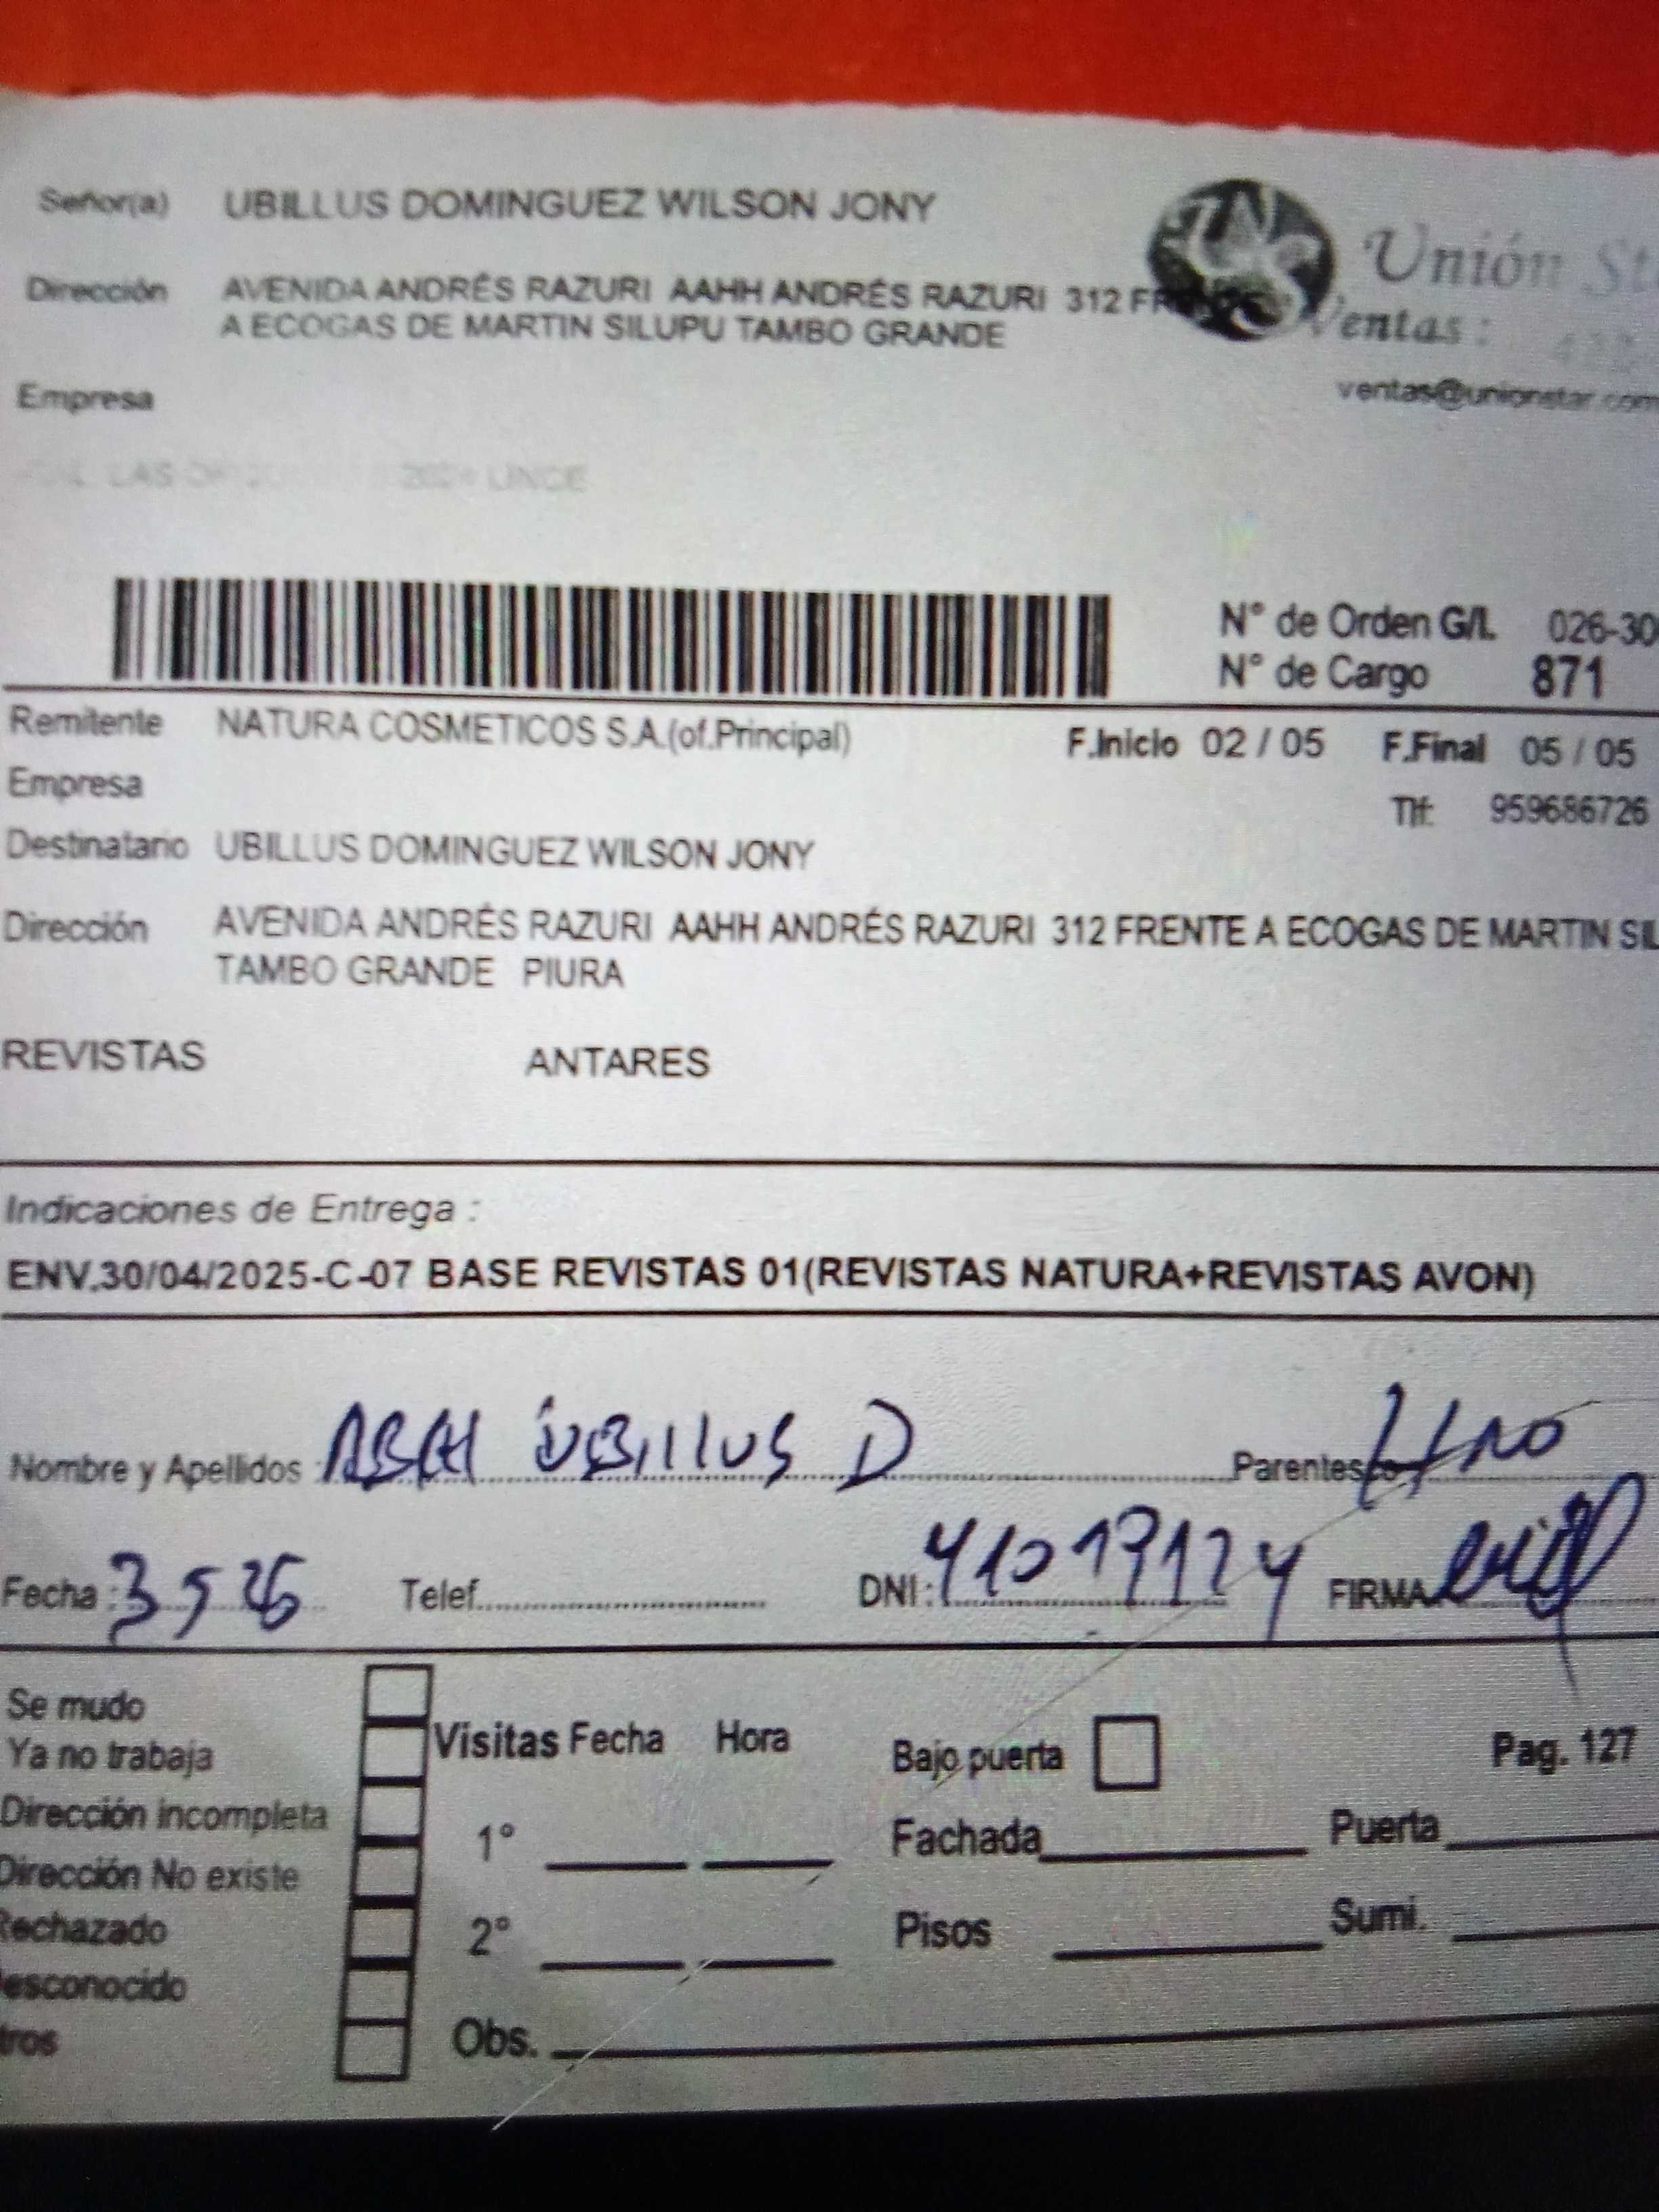 Señor(a) UBILLUS DOMINGUEZ WILSON JONY
Unión
Dirección AVENIDA ANDRÉS RAZURI AAHH ANDRÉS RAZURI 312
A ECOGAS DE MARTIN SILUPU TAMBO GRANDE
Ventas :
ventas@unionstar.com
Empresa
LINCE
N° de Orden G/L 026-30
N° de Cargo 871
Remitente NATURA COSMETICOS S.A.(of.Principal) F.Inicio 02 / 05 F.Final 05 / 05
Empresa
Tlf: 959686726
Destinatario UBILLUS DOMINGUEZ WILSON JONY
Dirección AVENIDA ANDRÉS RAZURI AAHH ANDRÉS RAZURI 312 FRENTE A ECOGAS DE MARTIN SIL
TAMBO GRANDE PIURA
REVISTAS ANTARES
Indicaciones de Entrega :
ENV.30/04/2025-C-07 BASE REVISTAS 01(REVISTAS NATURA+REVISTAS AVON)
Nombre y Apellidos : UBillUS D Parentesco
Fecha : 3 5 Telef. DNI: FIRMA
Se mudo
Ya no trabaja
Dirección incompleta
Dirección No existe
Rechazado
esconocido
tros
Visitas Fecha Hora
1°
2°
Obs.
Bajo puerta
Pag. 127
Fachada Puerta
Pisos Sumi.